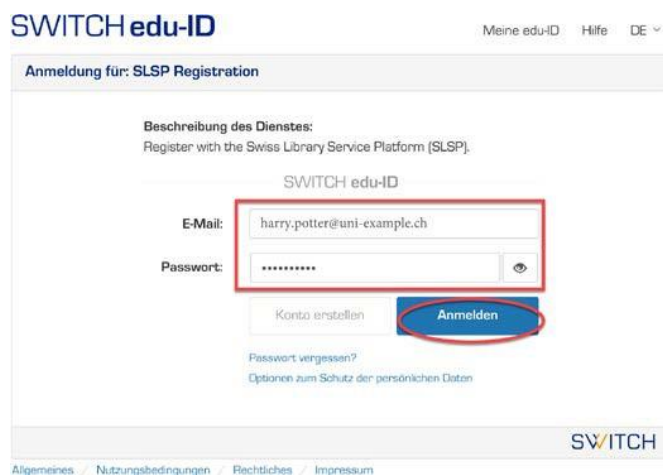 SWITCH edu-ID
Meine edu-ID Hilfe DE
Anmeldung für: SLSP Registration
Beschreibung des Dienstes:
Register with the Swiss Library Service Platform (SLSP).
SWITCH edu-ID
E-Mail: harry.potter@uni-example.ch
Passwort: ••••••••••
Konto erstellen Anmelden
Passwort vergessen?
Optionen zum Schutz der persönlichen Daten
SWITCH
Allgemeines / Nutzungsbedingungen / Rechtliches / Impressum